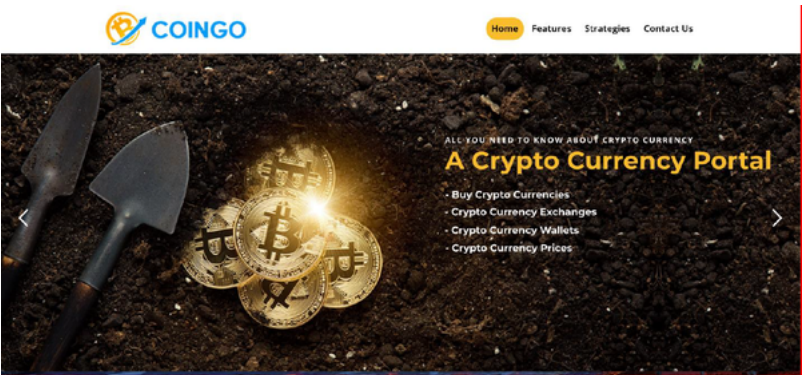 COINGO
Home Features Strategies Contact Us
ALL YOU NEED TO KNOW ABOUT CRYPTO CURRENCY
A Crypto Currency Portal
- Buy Crypto Currencies
- Crypto Currency Exchanges
- Crypto Currency Wallets
- Crypto Currency Prices